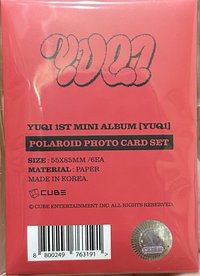 YUQ1
YUQI 1ST MINI ALBUM [YUQ1]
POLAROID PHOTO CARD SET
SIZE : 55X85MM / 6EA
MATERIAL : PAPER
MADE IN KOREA.
CUBE
© CUBE ENTERTAINMENT INC. ALL RIGHTS RESERVED.
8 800249 763191 >